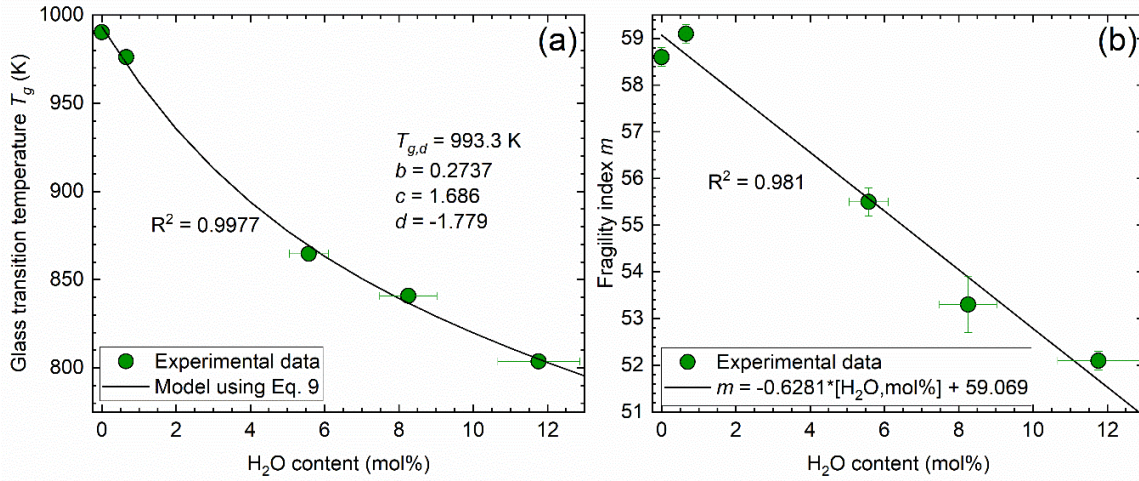 (a)
1000
950
900
850
800
Glass transition temperature Tg (K)
Tg,d = 993.3 K
b = 0.2737
c = 1.686
d = -1.779
R² = 0.9977
Experimental data
Model using Eq. 9
0 2 4 6 8 10 12
H₂O content (mol%)
(b)
59
58
57
56
55
54
53
52
51
Fragility index m
R² = 0.981
Experimental data
m = -0.6281*[H₂O,mol%] + 59.069
0 2 4 6 8 10 12
H₂O content (mol%)